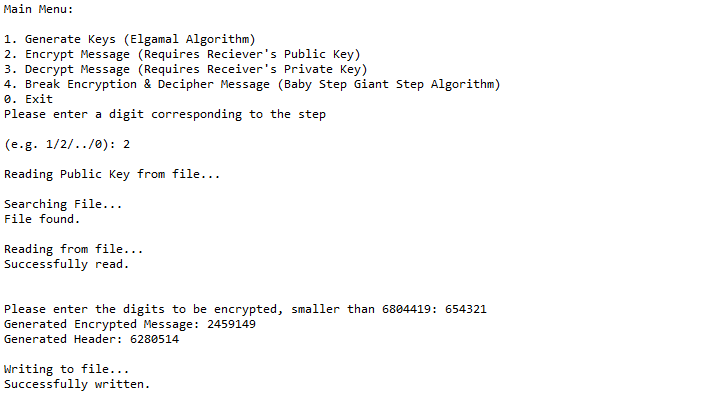 Main Menu:
1. Generate Keys (Elgamal Algorithm)
2. Encrypt Message (Requires Reciever's Public Key)
3. Decrypt Message (Requires Receiver's Private Key)
4. Break Encryption & Decipher Message (Baby Step Giant Step Algorithm)
0. Exit
Please enter a digit corresponding to the step
(e.g. 1/2/../0): 2
Reading Public Key from file...
Searching File...
File found.
Reading from file...
Successfully read.
Please enter the digits to be encrypted, smaller than 6804419: 654321
Generated Encrypted Message: 2459149
Generated Header: 6280514
Writing to file...
Successfully written.